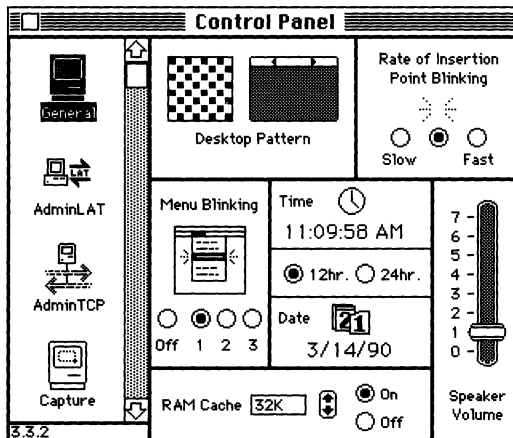 Control Panel
General
AdminLAT
LAT
AdminTCP
Capture
3.3.2
Desktop Pattern
Rate of Insertion
Point Blinking
Slow Fast
Menu Blinking
Off 1 2 3
Time
11:09:58 AM
12hr. 24hr.
Date
21
3/14/90
7
6
5
4
3
2
1
0
Speaker
Volume
RAM Cache 32K
On
Off